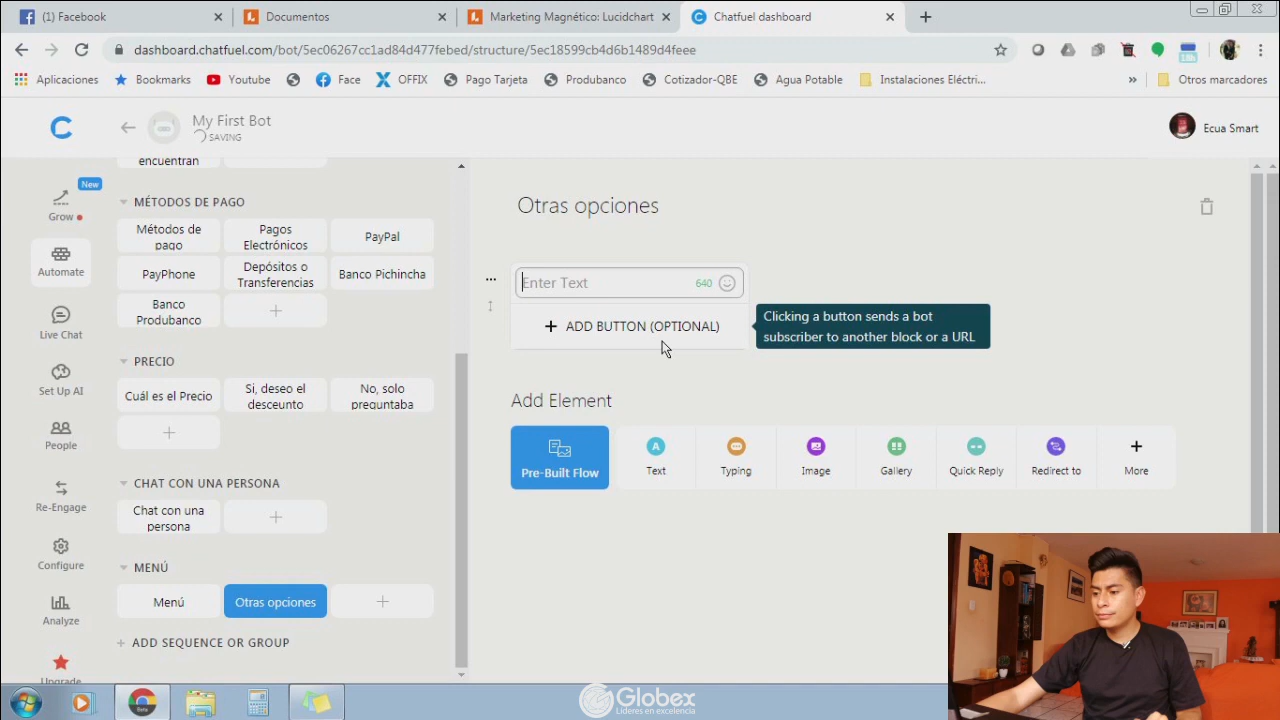 (1) Facebook
Documentos
Marketing Magnético: Lucidchart
Chatfuel dashboard
dashboard.chatfuel.com/bot/5ec06267cc1ad84d477febed/structure/5ec18599cb4d6b1489d4feee
Aplicaciones
Bookmarks
Youtube
Face
OFFIX
Pago Tarjeta
Produbanco
Cotizador-QBE
Agua Potable
Instalaciones Eléctri...
»
Otros marcadores
My First Bot
SAVING
Ecua Smart
New
Grow
Automate
Live Chat
Set Up AI
People
Re-Engage
Configure
Analyze
Upgrade
encuentran
MÉTODOS DE PAGO
Métodos de
pago
Pagos
Electrónicos
PayPal
PayPhone
Depósitos o
Transferencias
Banco Pichincha
Banco
Produbanco
+
PRECIO
Cuál es el Precio
Si, deseo el
desceunto
No, solo
preguntaba
+
CHAT CON UNA PERSONA
Chat con una
persona
+
MENÚ
Menú
Otras opciones
+
+ ADD SEQUENCE OR GROUP
Otras opciones
Enter Text
640
+ ADD BUTTON (OPTIONAL)
Clicking a button sends a bot
subscriber to another block or a URL
Add Element
Pre-Built Flow
A
Text
Typing
Image
Gallery
Quick Reply
Redirect to
+
More
Globex
Líderes en excelencia